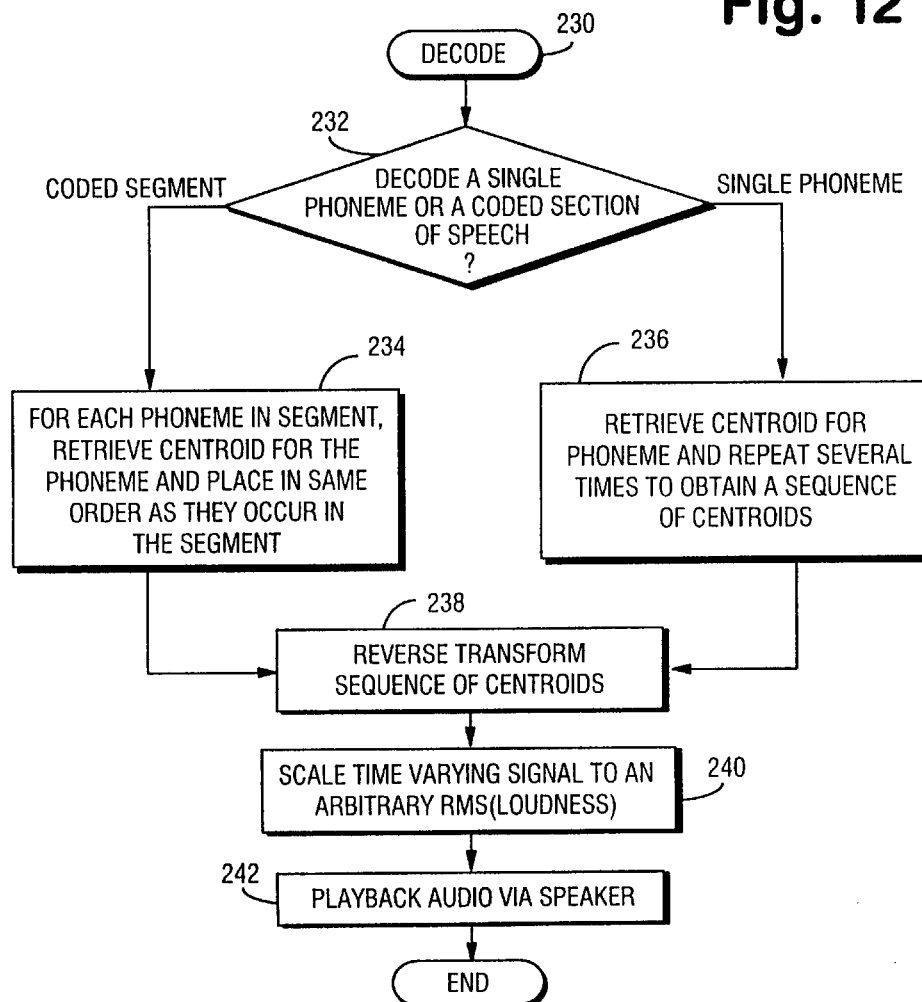 Fig. 12
230
DECODE
232
DECODE A SINGLE
PHONEME OR A CODED SECTION
OF SPEECH
?
CODED SEGMENT
SINGLE PHONEME
234
FOR EACH PHONEME IN SEGMENT,
RETRIEVE CENTROID FOR THE
PHONEME AND PLACE IN SAME
ORDER AS THEY OCCUR IN
THE SEGMENT
236
RETRIEVE CENTROID FOR
PHONEME AND REPEAT SEVERAL
TIMES TO OBTAIN A SEQUENCE
OF CENTROIDS
238
REVERSE TRANSFORM
SEQUENCE OF CENTROIDS
SCALE TIME VARYING SIGNAL TO AN
ARBITRARY RMS(LOUDNESS)
240
242
PLAYBACK AUDIO VIA SPEAKER
END